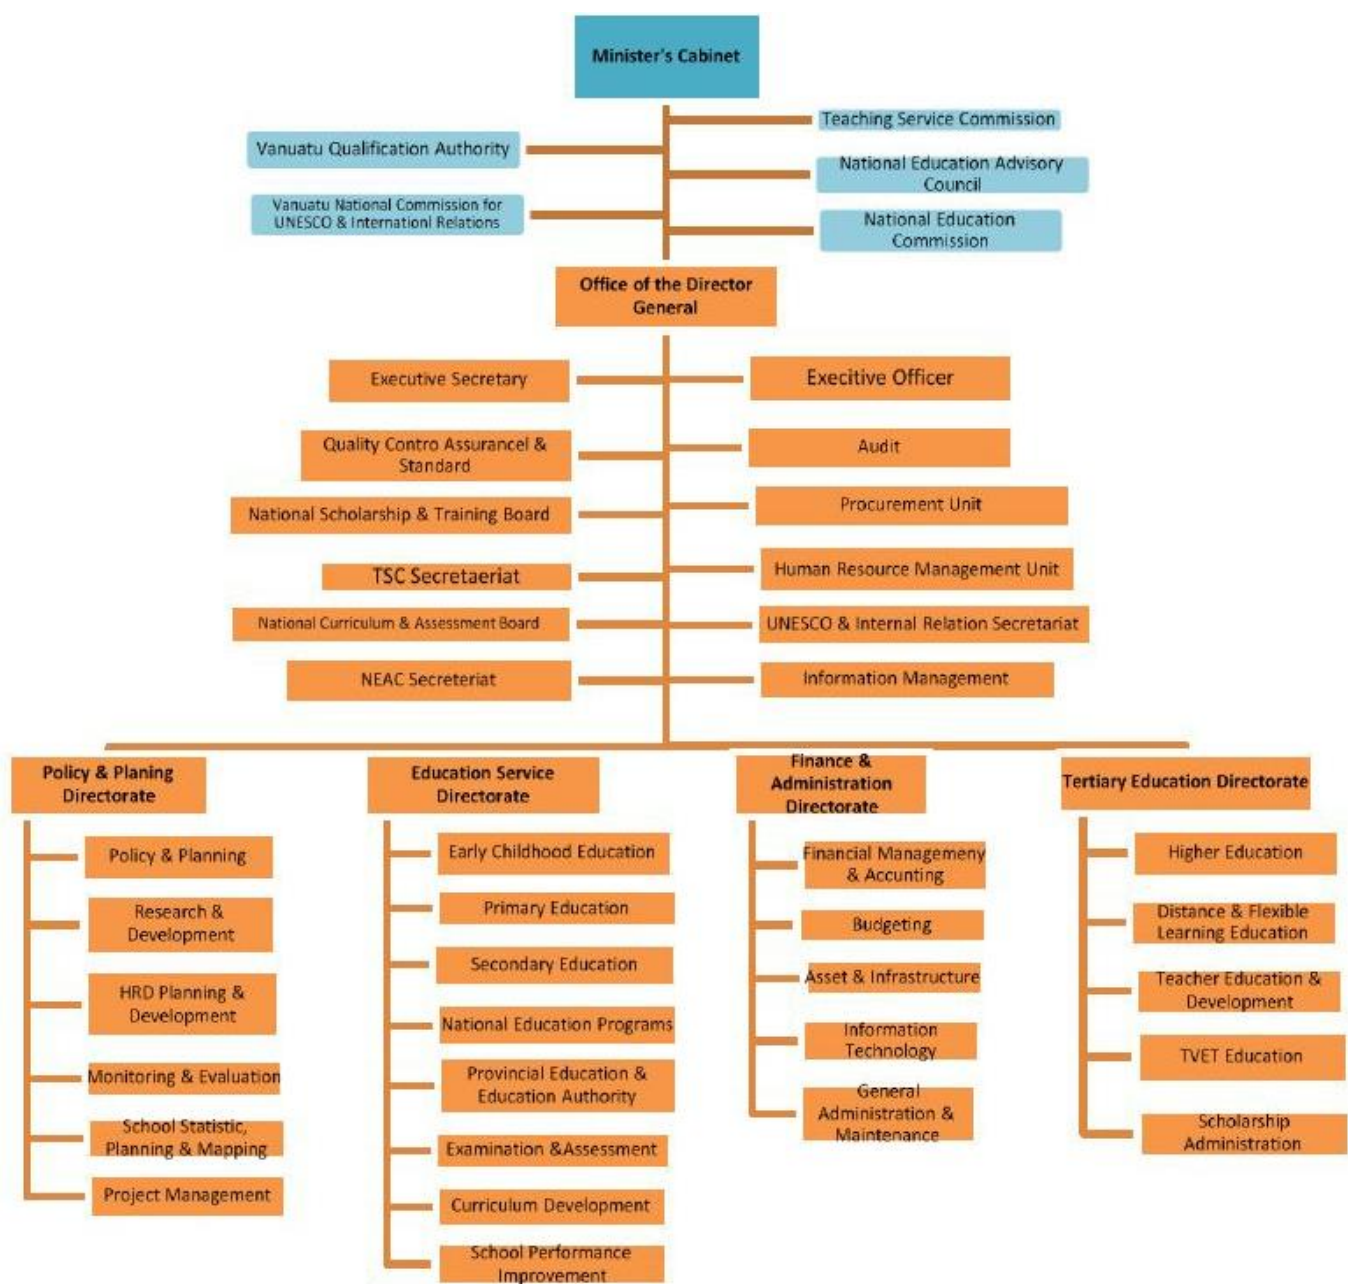 Minister's Cabinet
Teaching Service Commission
Vanuatu Qualification Authority
National Education Advisory
Council
Vanuatu National Commission for
UNESCO & Internationl Relations
National Education
Commission
Office of the Director
General
Executive Secretary
Execitive Officer
Quality Contro Assurancel &
Standard
Audit
National Scholarship & Training Board
Procurement Unit
TSC Secretaeriat
Human Resource Management Unit
National Curriculum & Assessment Board
UNESCO & Internal Relation Secretariat
NEAC Secreteriat
Information Management
Policy & Planing
Directorate
Policy & Planning
Research &
Development
HRD Planning &
Development
Monitoring & Evaluation
School Statistic,
Planning & Mapping
Project Management
Education Service
Directorate
Early Childhood Education
Primary Education
Secondary Education
National Education Programs
Provincial Education &
Education Authority
Examination &Assessment
Curriculum Development
School Performance
Improvement
Finance &
Administration
Directorate
Financial Managemeny
& Accunting
Budgeting
Asset & Infrastructure
Information
Technology
General
Administration &
Maintenance
Tertiary Education Directorate
Higher Education
Distance & Flexible
Learning Education
Teacher Education &
Development
TVET Education
Scholarship
Administration